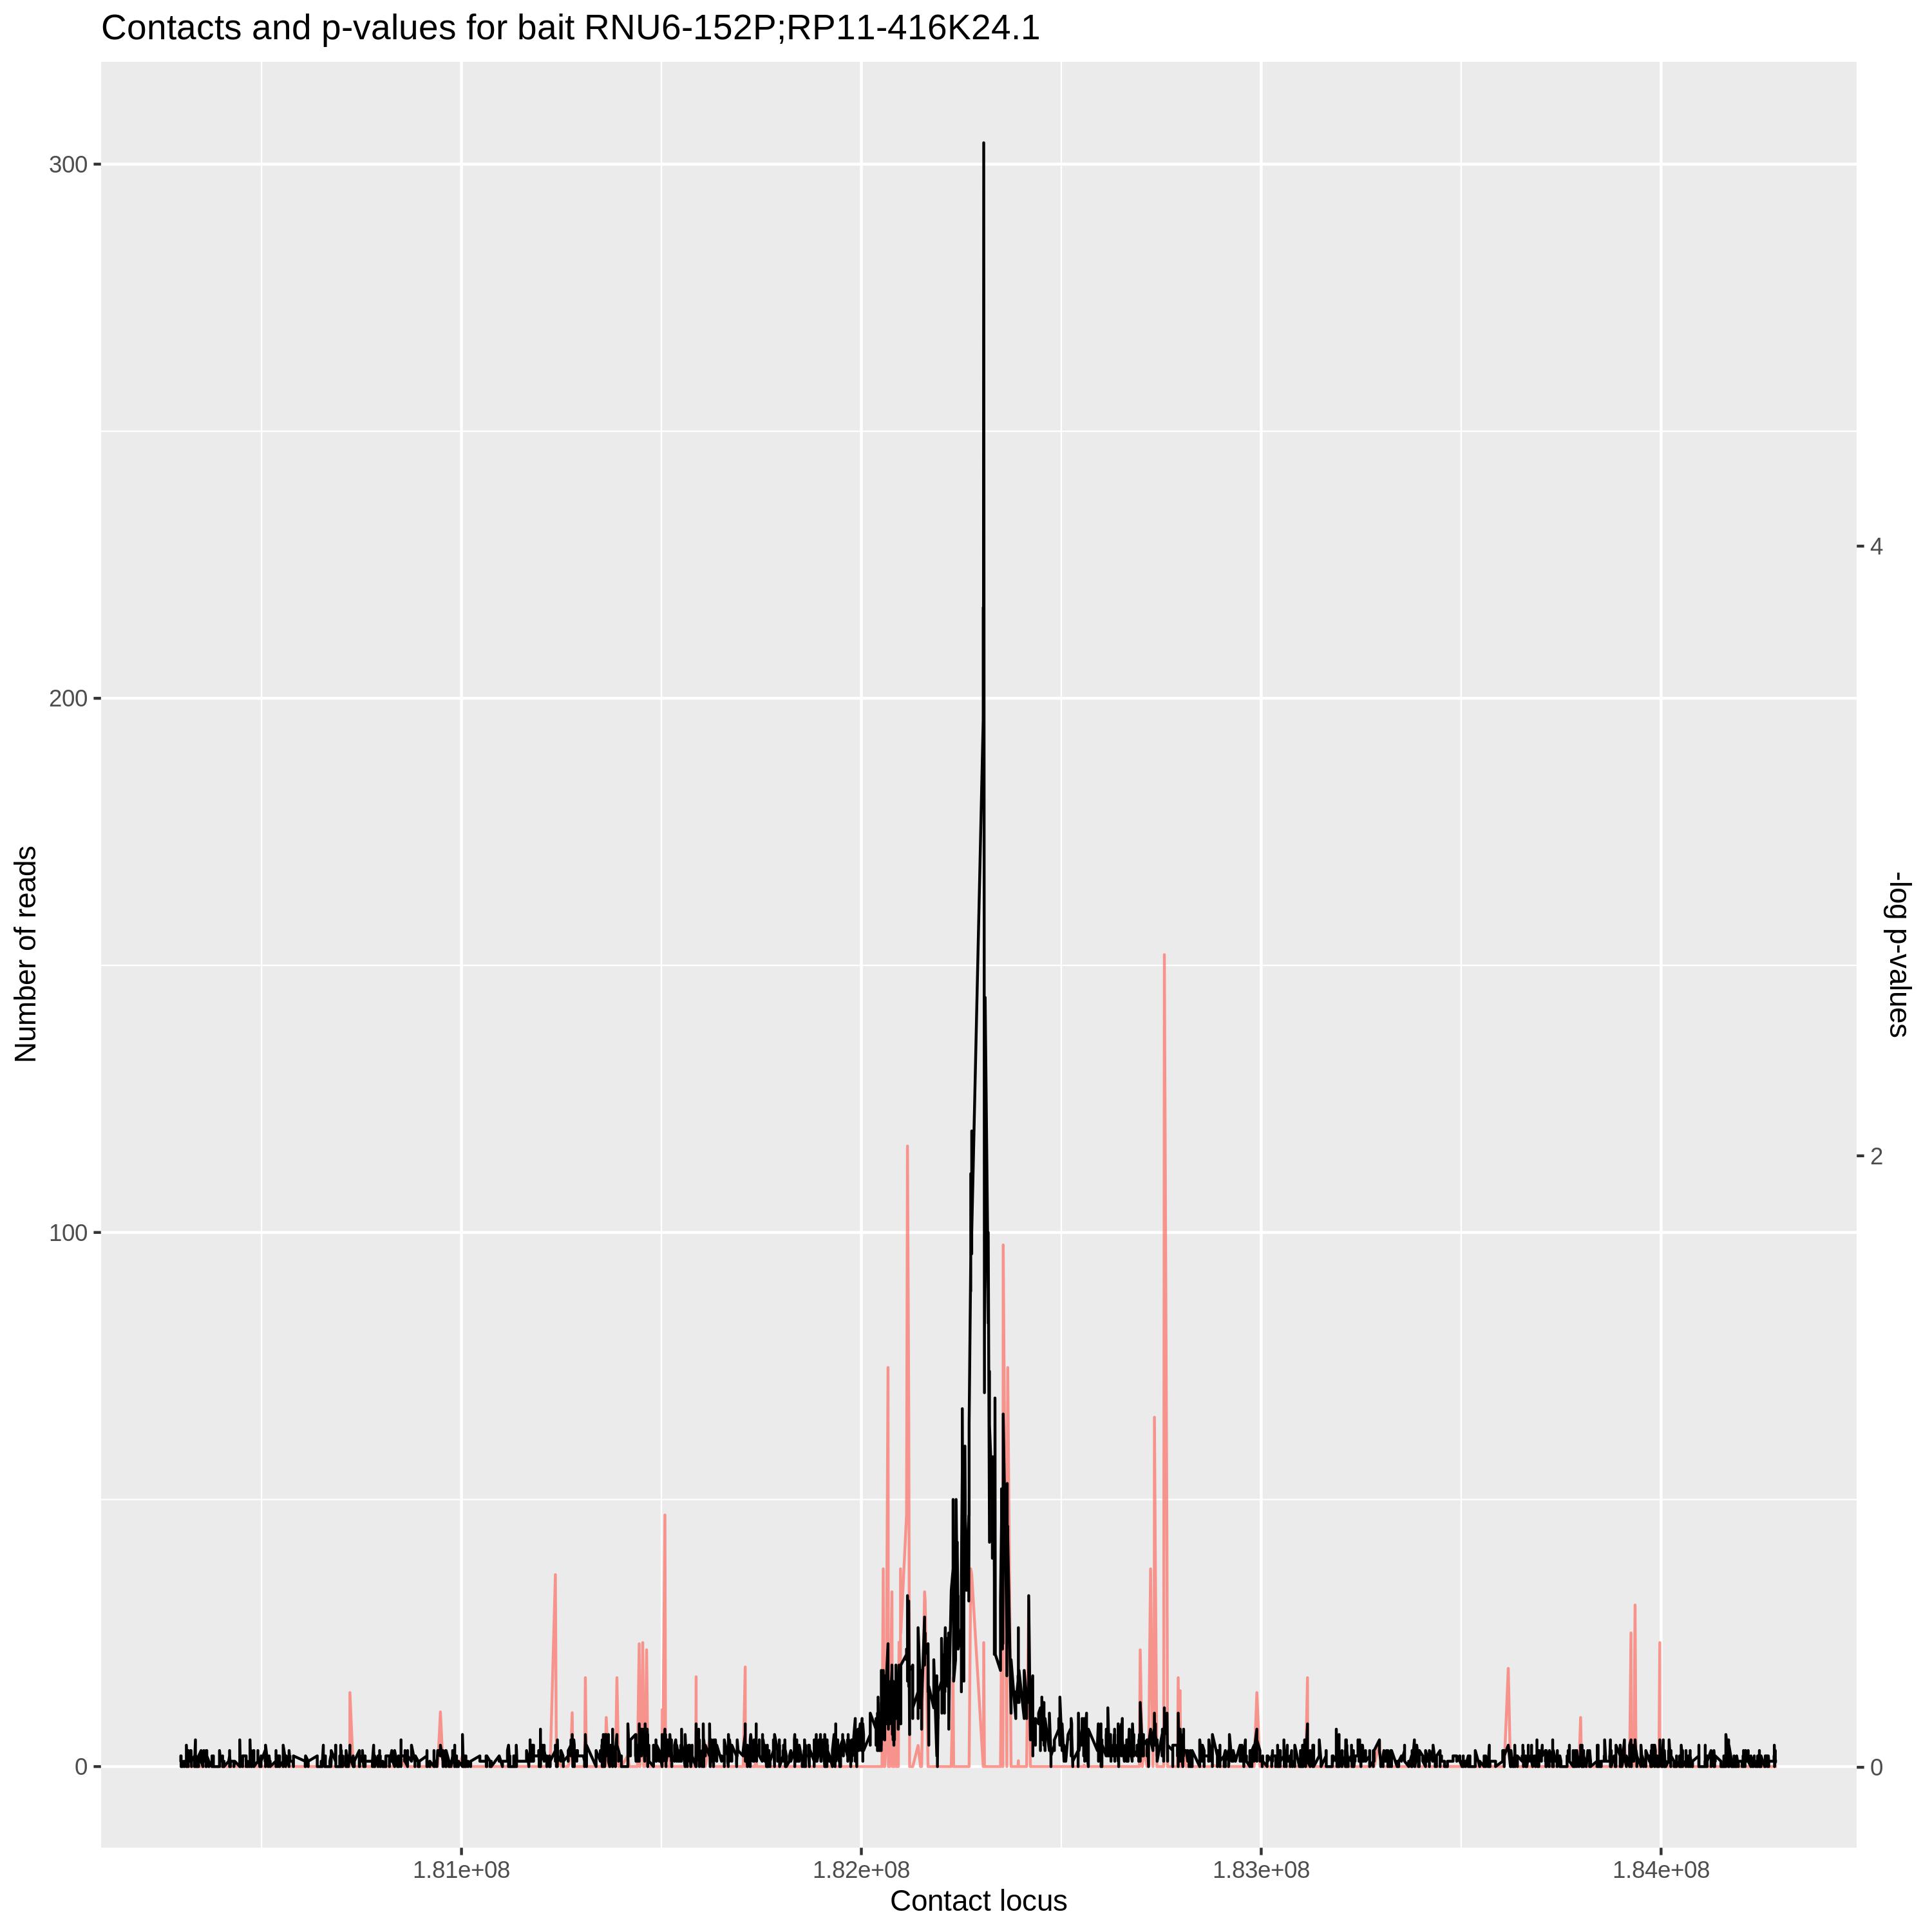 Contacts and p-values for bait RNU6-152P;RP11-416K24.1
300
200
100
0
Number of reads
4
2
0
-log p-values
1.81e+08
1.82e+08
1.83e+08
1.84e+08
Contact locus